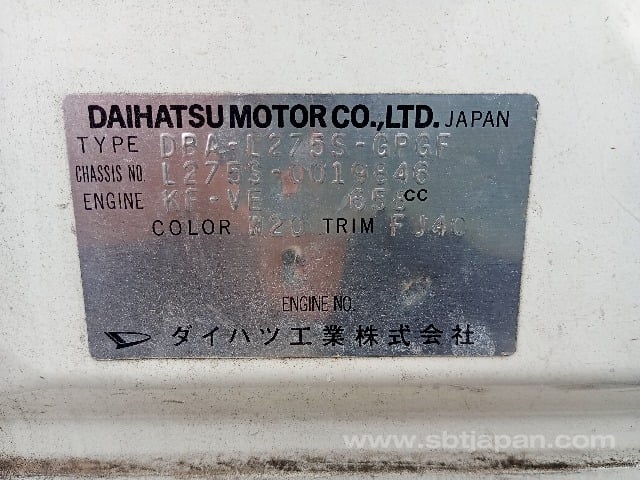 DAIHATSU MOTOR CO.,LTD. JAPAN
TYPE DBA-L275S-GPGF
CHASSIS NO. L275S-0019846
ENGINE KF-VE 658 CC
COLOR W20 TRIM FJ40
ENGINE NO.
ダイハツ工業株式会社
www.sbtjapan.com